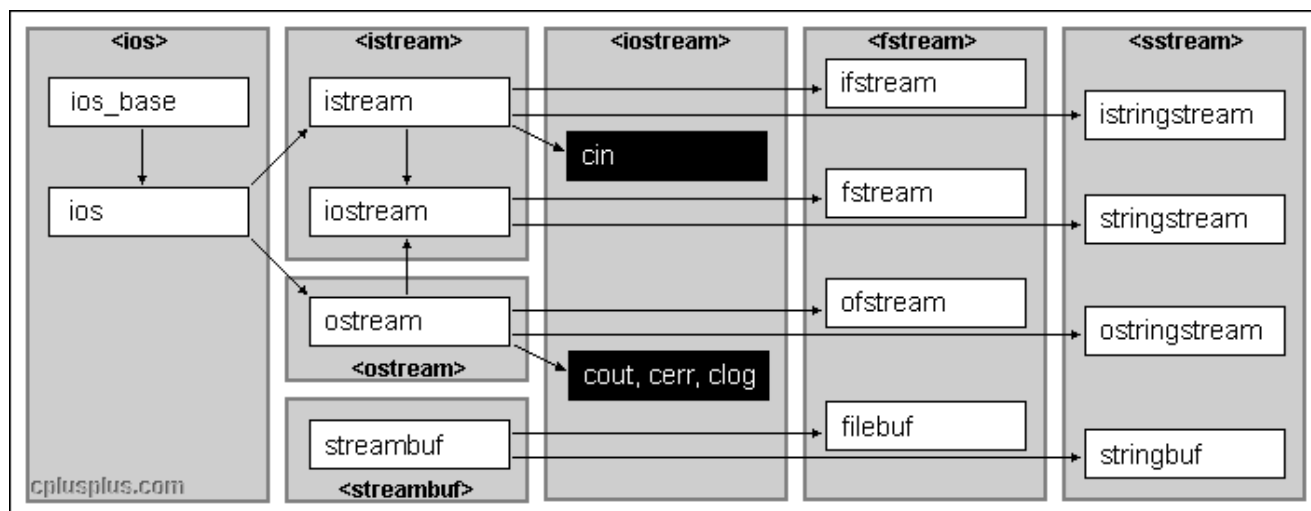 <ios>
ios_base
ios
<istream>
istream
iostream
ostream
<ostream>
streambuf
<streambuf>
<iostream>
cin
cout, cerr, clog
<fstream>
ifstream
fstream
ofstream
filebuf
<sstream>
istringstream
stringstream
ostringstream
stringbuf
cplusplus.com